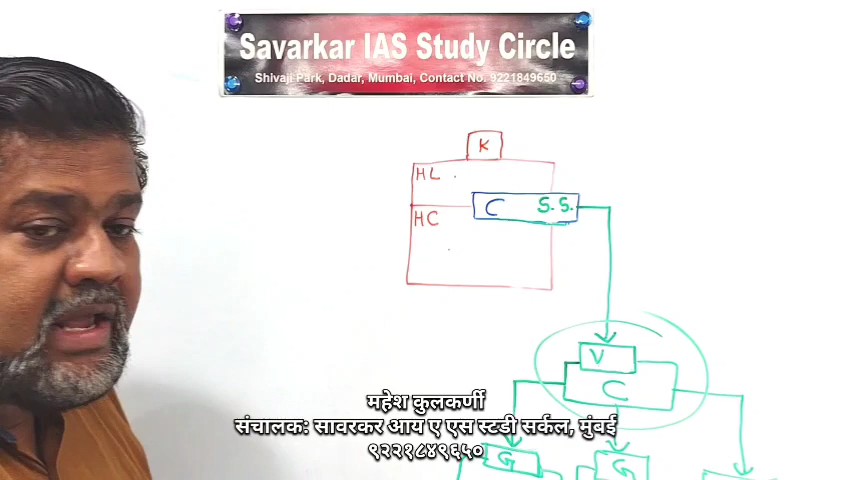 Savarkar IAS Study Circle
Shivaji Park, Dadar, Mumbai, Contact No. 9221849650
K
HL
C S.S.
HC
V
C
महेश कुलकर्णी
संचालक: सावरकर आय ए एस स्टडी सर्कल, मुंबई
९२२१८४९६५०
G G